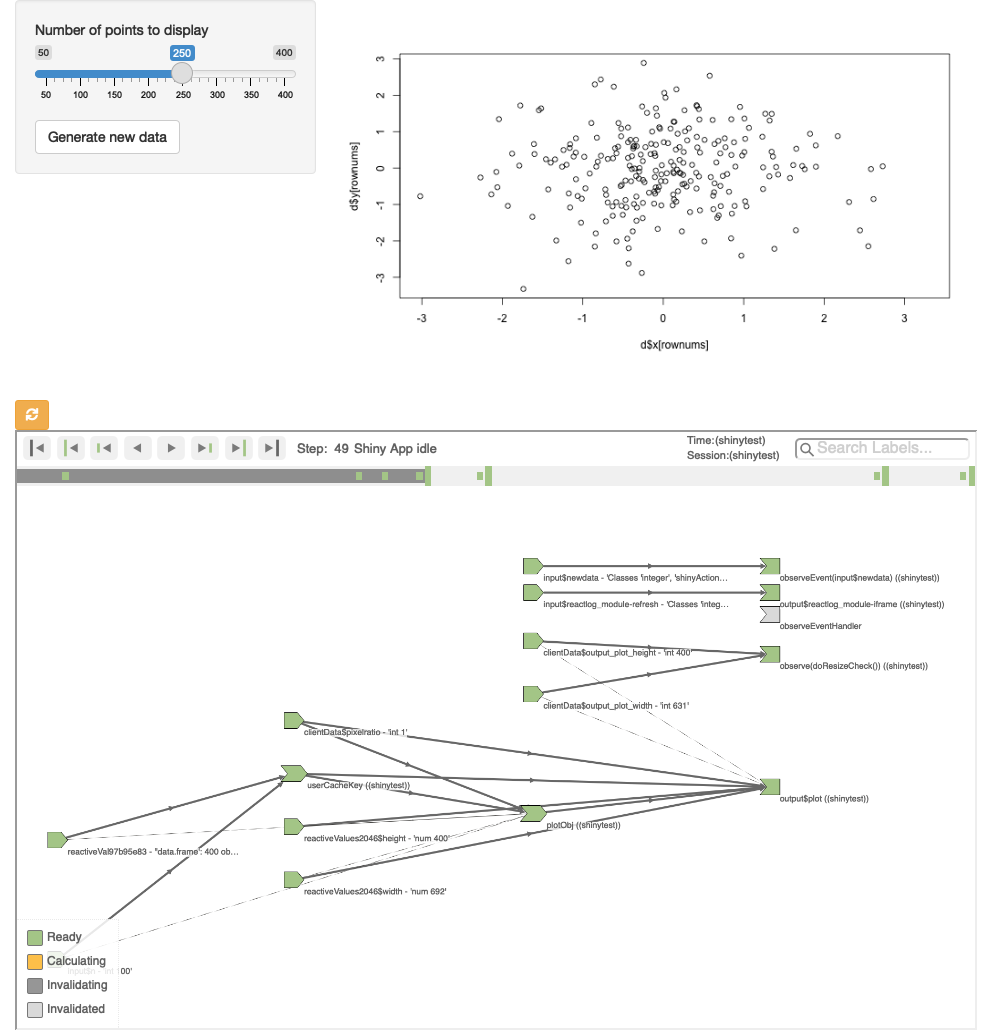 Number of points to display
50 250 400
50 100 150 200 250 300 350 400
Generate new data
d$y[rownums]
3
2
1
0
-1
-2
-3
-3 -2 -1 0 1 2 3
d$x[rownums]
Step: 49 Shiny App idle
Time:(shinytest)
Session:(shinytest)
Search Labels...
input$newdata - 'Classes 'integer', 'shinyAction...
observeEvent(input$newdata) ((shinytest))
input$reactlog_module-refresh - 'Classes 'integ...
output$reactlog_module-iframe ((shinytest))
observeEventHandler
clientData$output_plot_height - 'int 400'
observe(doResizeCheck()) ((shinytest))
clientData$output_plot_width - 'int 631'
clientData$pixelratio - 'int 1'
userCacheKey ((shinytest))
output$plot ((shinytest))
plotObj ((shinytest))
reactiveValues2046$height - 'num 400'
reactiveVal97b95e83 - "data.frame": 400 ob...
reactiveValues2046$width - 'num 692'
Ready
Calculating
input$n - int 100'
Invalidating
Invalidated